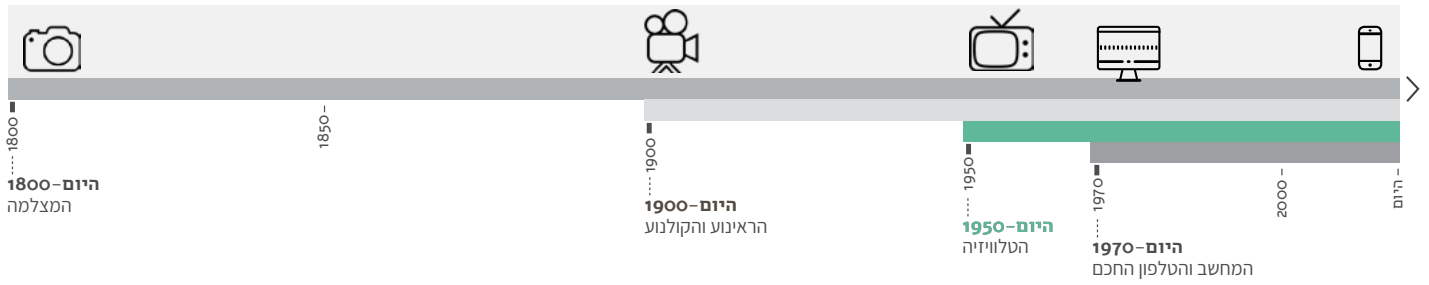 1800
1850
1900
1950
1970
2000
היום
1800–היום
המצלמה
1900–היום
הראינוע והקולנוע
1950–היום
הטלוויזיה
1970–היום
המחשב והטלפון החכם